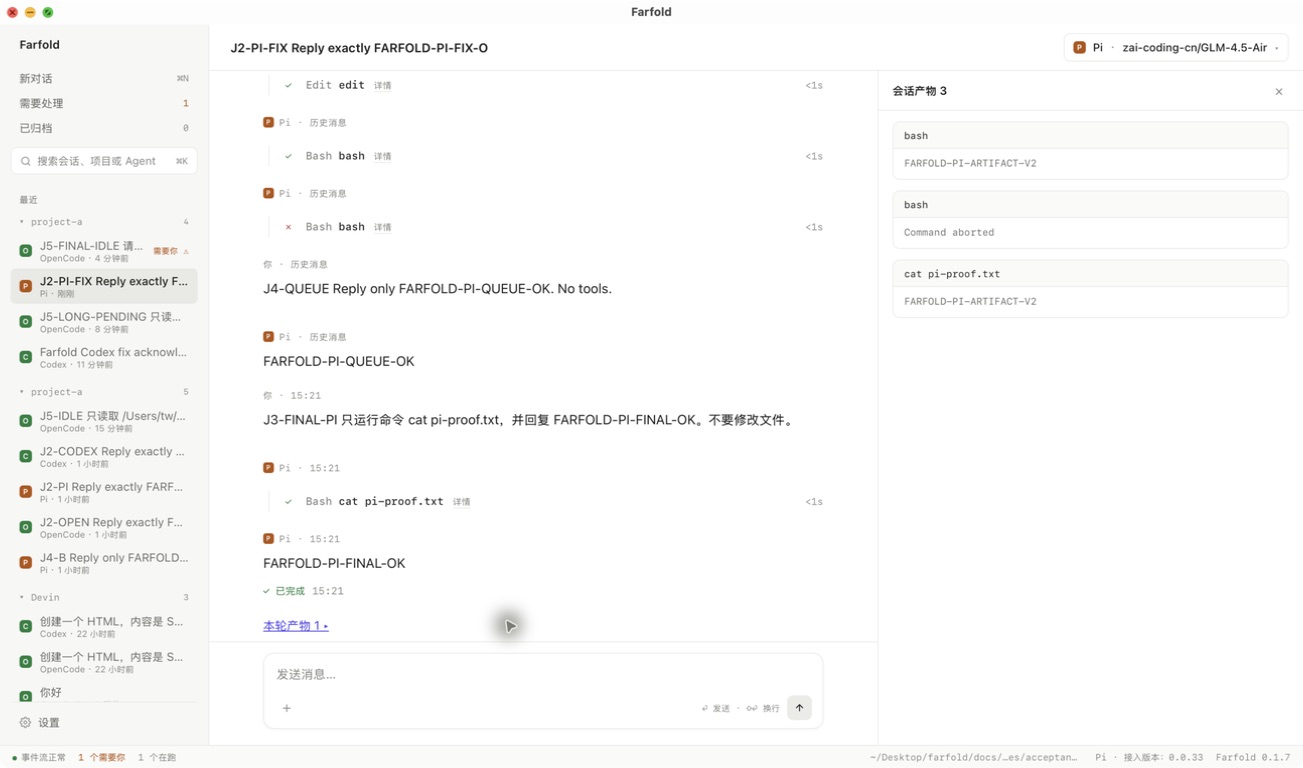 Farfold
Farfold
新对话 ⌘N
需要处理 1
已归档 0
搜索会话、项目或 Agent ⌘K
最近
project-a 4
J5-FINAL-IDLE 请... 需要你
OpenCode · 4 分钟前
J2-PI-FIX Reply exactly F...
Pi · 刚刚
J5-LONG-PENDING 只读...
OpenCode · 8 分钟前
Farfold Codex fix acknowl...
Codex · 11 分钟前
project-a 5
J5-IDLE 只读取 /Users/tw/...
OpenCode · 15 分钟前
J2-CODEX Reply exactly ...
Codex · 1 小时前
J2-PI Reply exactly FARF...
Pi · 1 小时前
J2-OPEN Reply exactly F...
OpenCode · 1 小时前
J4-B Reply only FARFOLD...
Pi · 1 小时前
Devin 3
创建一个 HTML，内容是 S...
Codex · 22 小时前
创建一个 HTML，内容是 S...
OpenCode · 22 小时前
你好
设置
J2-PI-FIX Reply exactly FARFOLD-PI-FIX-O
P Pi · zai-coding-cn/GLM-4.5-Air
Edit edit 详情 <1s
P Pi · 历史消息
Bash bash 详情 <1s
P Pi · 历史消息
Bash bash 详情 <1s
你 · 历史消息
J4-QUEUE Reply only FARFOLD-PI-QUEUE-OK. No tools.
P Pi · 历史消息
FARFOLD-PI-QUEUE-OK
你 · 15:21
J3-FINAL-PI 只运行命令 cat pi-proof.txt，并回复 FARFOLD-PI-FINAL-OK。不要修改文件。
P Pi · 15:21
Bash cat pi-proof.txt 详情 <1s
P Pi · 15:21
FARFOLD-PI-FINAL-OK
✓ 已完成 15:21
本轮产物 1 ▸
发送消息...
+ 发送 · 换行
会话产物 3 ×
bash
FARFOLD-PI-ARTIFACT-V2
bash
Command aborted
cat pi-proof.txt
FARFOLD-PI-ARTIFACT-V2
事件流正常 1 个需要你 1 个在跑
~/Desktop/farfold/docs/…es/acceptan… Pi · 接入版本: 0.0.33 Farfold 0.1.7